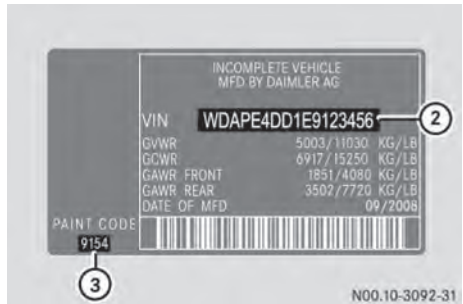 INCOMPLETE VEHICLE
MFD BY DAIMLER AG
VIN WDAPE4DD1E9123456
2
GVWR 5003/11030 KG/LB
GCWR 6917/15250 KG/LB
GAWR FRONT 1851/4080 KG/LB
GAWR REAR 3502/7720 KG/LB
DATE OF MFD 09/2008
PAINT CODE
9154
3
N00.10-3092-31